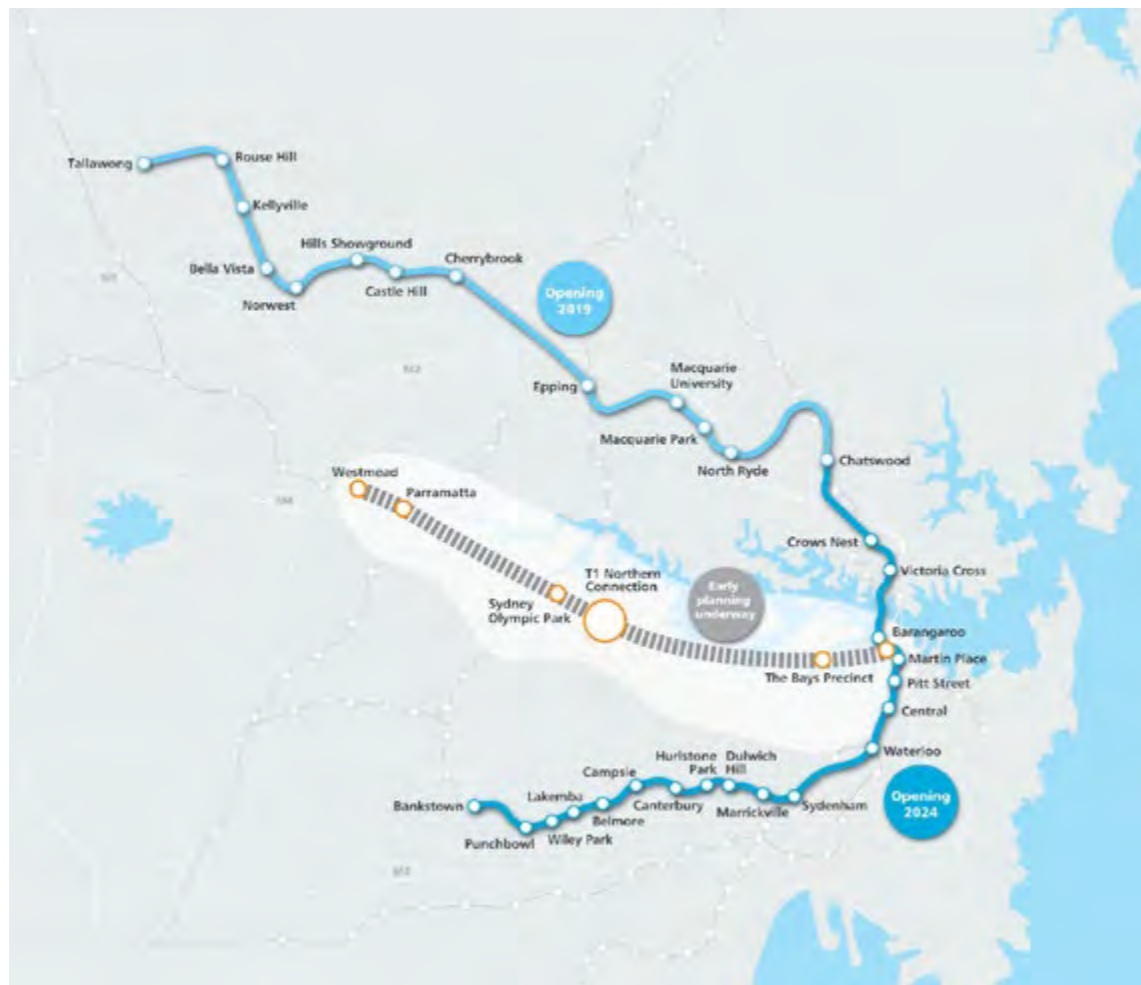 Tallawong
Rouse Hill
Kellyville
Bella Vista
Norwest
Hills Showground
Castle Hill
Cherrybrook
Opening
2019
Epping
Macquarie
University
Macquarie Park
North Ryde
Chatswood
Crows Nest
Victoria Cross
Westmead
Parramatta
Sydney
Olympic Park
T1 Northern
Connection
Early
planning
underway
The Bays Precinct
Barangaroo
Martin Place
Pitt Street
Central
Waterloo
Opening
2024
Sydenham
Marrickville
Dulwich
Hill
Hurlstone
Park
Canterbury
Campsie
Belmore
Lakemba
Wiley Park
Punchbowl
Bankstown